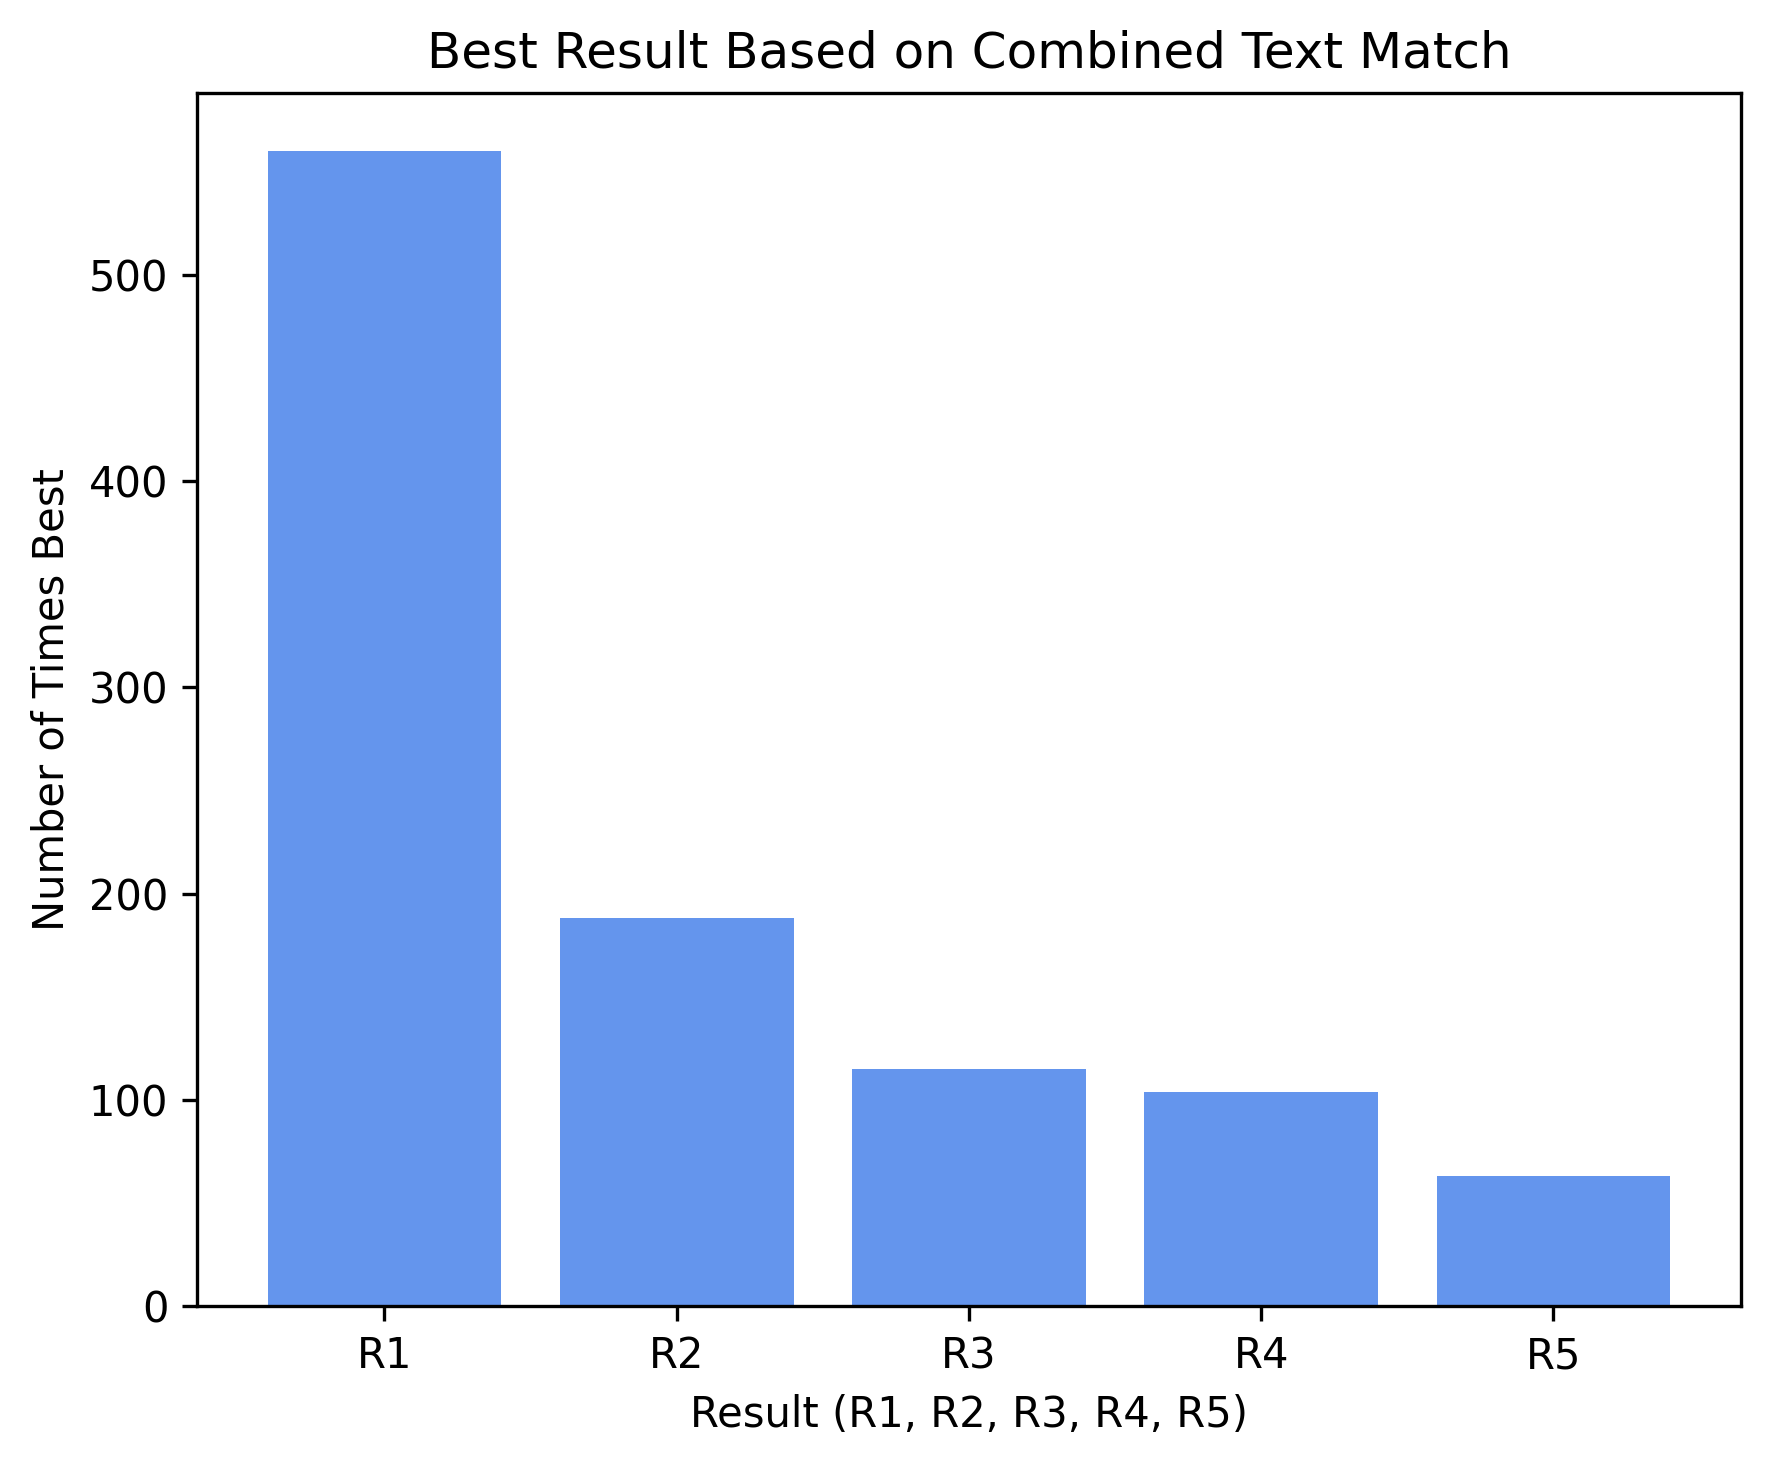 Best Result Based on Combined Text Match
Number of Times Best
500
400
300
200
100
0
R1 R2 R3 R4 R5
Result (R1, R2, R3, R4, R5)